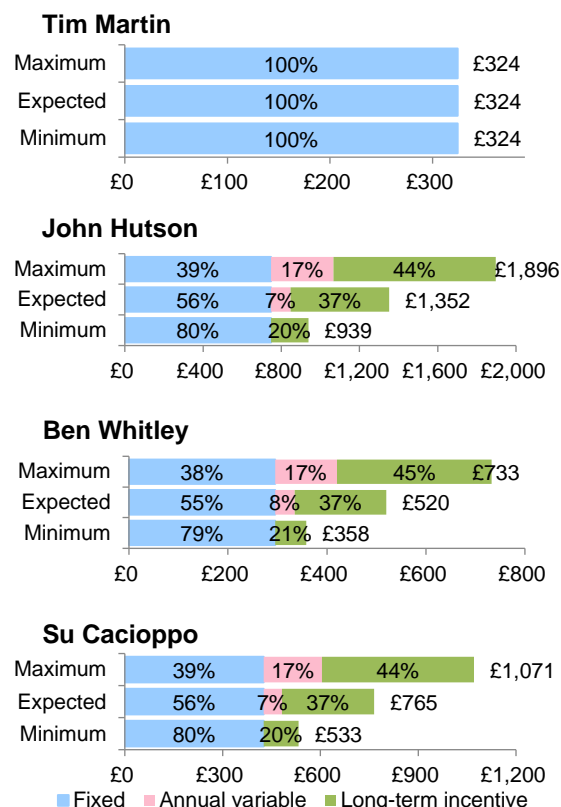 Tim Martin
Maximum 100% £324
Expected 100% £324
Minimum 100% £324
£0 £100 £200 £300
John Hutson
Maximum 39% 17% 44% £1,896
Expected 56% 7% 37% £1,352
Minimum 80% 20% £939
£0 £400 £800 £1,200 £1,600 £2,000
Ben Whitley
Maximum 38% 17% 45% £733
Expected 55% 8% 37% £520
Minimum 79% 21% £358
£0 £200 £400 £600 £800
Su Cacioppo
Maximum 39% 17% 44% £1,071
Expected 56% 7% 37% £765
Minimum 80% 20% £533
£0 £300 £600 £900 £1,200
Fixed Annual variable Long-term incentive